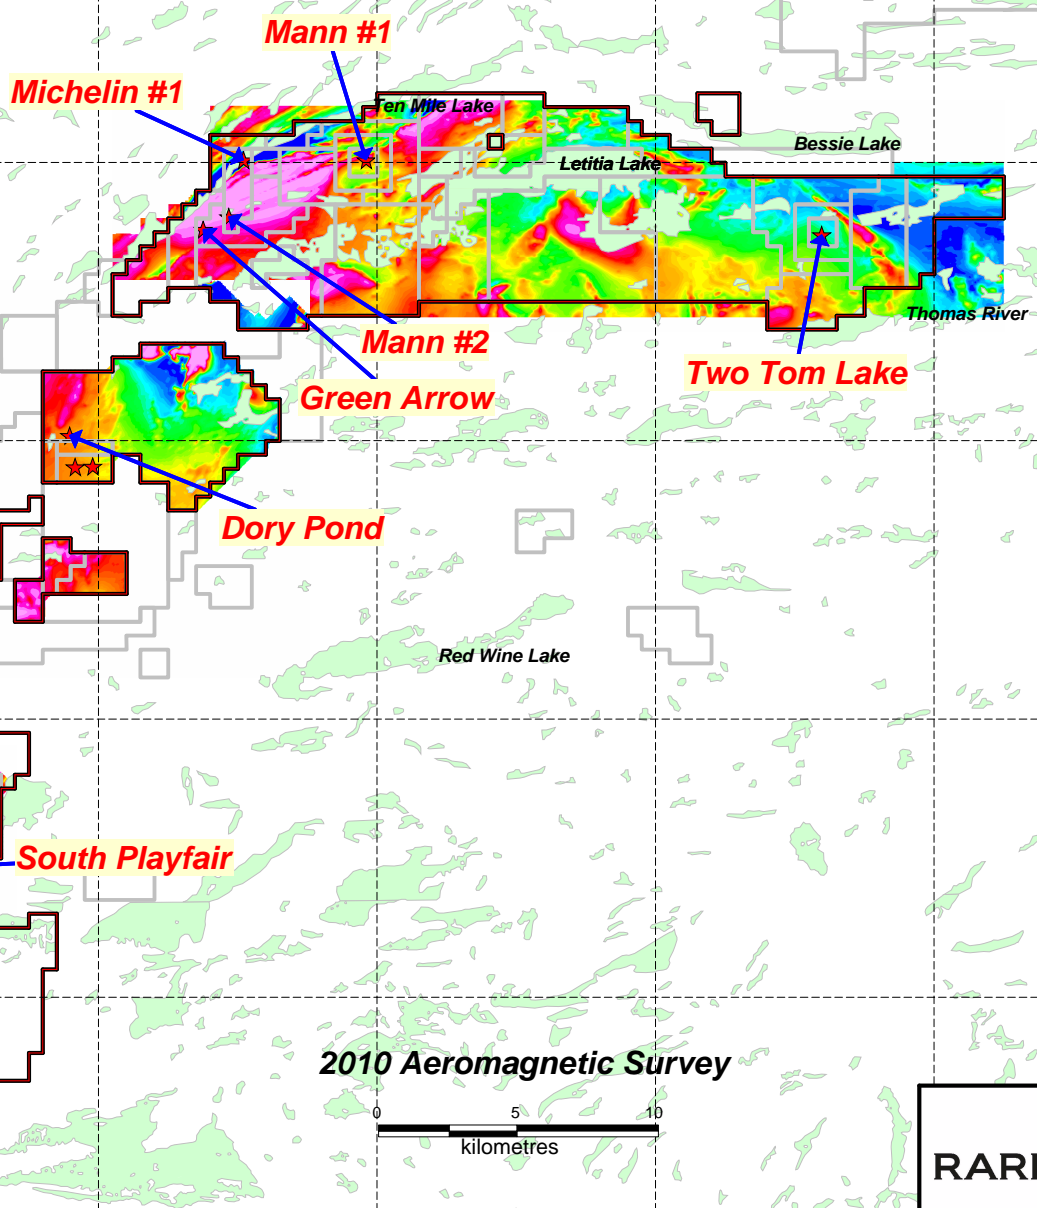 Mann #1
Michelin #1
Ten Mile Lake
Bessie Lake
Letitia Lake
Thomas River
Mann #2
Two Tom Lake
Green Arrow
Dory Pond
Red Wine Lake
South Playfair
2010 Aeromagnetic Survey
0 5 10
kilometres